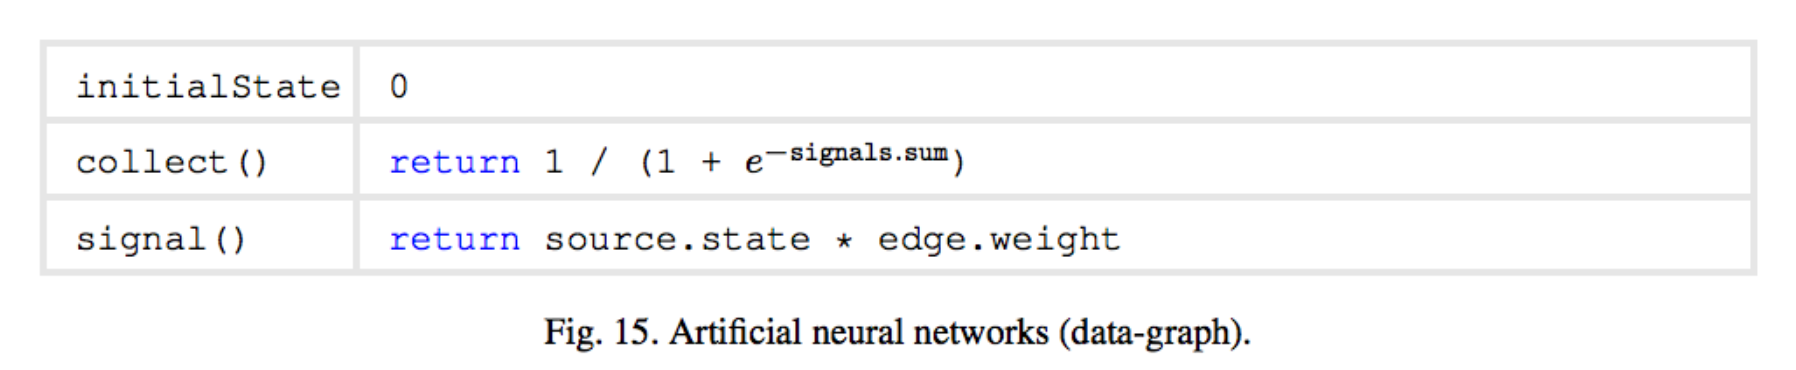 initialState 0
collect() return 1 / (1 + e^−signals.sum)
signal() return source.state * edge.weight
Fig. 15. Artificial neural networks (data-graph).